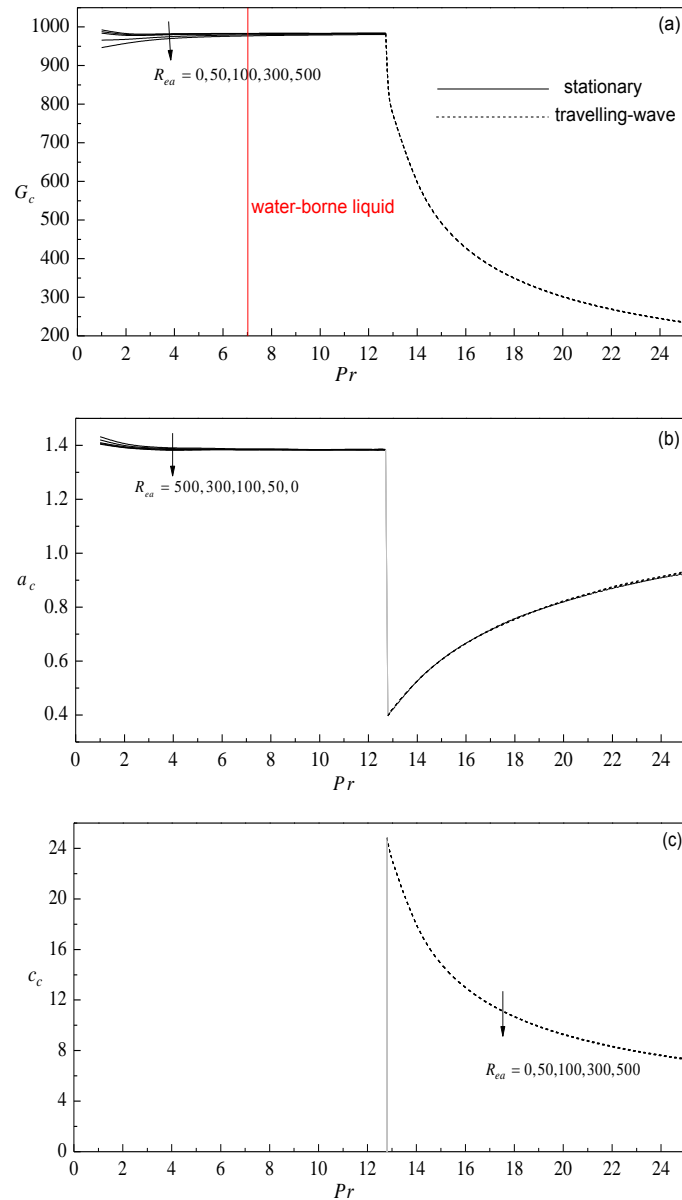 (a)
1000
900
800
700
600
500
400
300
200
G_c
R_ea = 0,50,100,300,500
stationary
travelling-wave
water-borne liquid
0 2 4 6 8 10 12 14 16 18 20 22 24
Pr
(b)
1.4
1.2
1.0
0.8
0.6
0.4
a_c
R_ea = 500,300,100,50,0
0 2 4 6 8 10 12 14 16 18 20 22 24
Pr
(c)
24
20
16
12
8
4
0
c_c
R_ea = 0,50,100,300,500
0 2 4 6 8 10 12 14 16 18 20 22 24
Pr